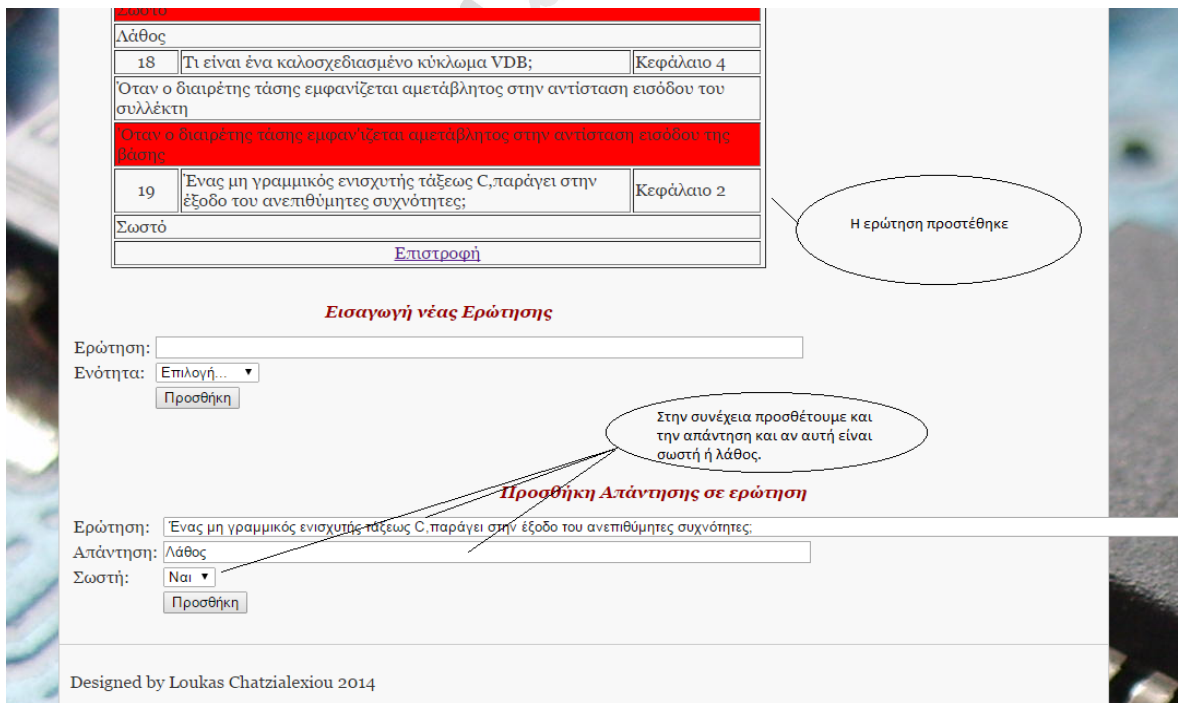 Σωστό
Λάθος
18 Τι είναι ένα καλοσχεδιασμένο κύκλωμα VDB; Κεφάλαιο 4
Όταν ο διαιρέτης τάσης εμφανίζεται αμετάβλητος στην αντίσταση εισόδου του
συλλέκτη
Όταν ο διαιρέτης τάσης εμφαν'ιζεται αμετάβλητος στην αντίσταση εισόδου της
βάσης
19 Ένας μη γραμμικός ενισχυτής τάξεως C,παράγει στην
έξοδο του ανεπιθύμητες συχνότητες; Κεφάλαιο 2
Σωστό
Επιστροφή
Η ερώτηση προστέθηκε
Εισαγωγή νέας Ερώτησης
Ερώτηση:
Ενότητα: Επιλογή...
Προσθήκη
Στην συνέχεια προσθέτουμε και
την απάντηση και αν αυτή είναι
σωστή ή λάθος.
Προσθήκη Απάντησης σε ερώτηση
Ερώτηση: Ένας μη γραμμικός ενισχυτής τάξεως C,παράγει στην έξοδο του ανεπιθύμητες συχνότητες;
Απάντηση: Λάθος
Σωστή: Ναι
Προσθήκη
Designed by Loukas Chatzialexiou 2014